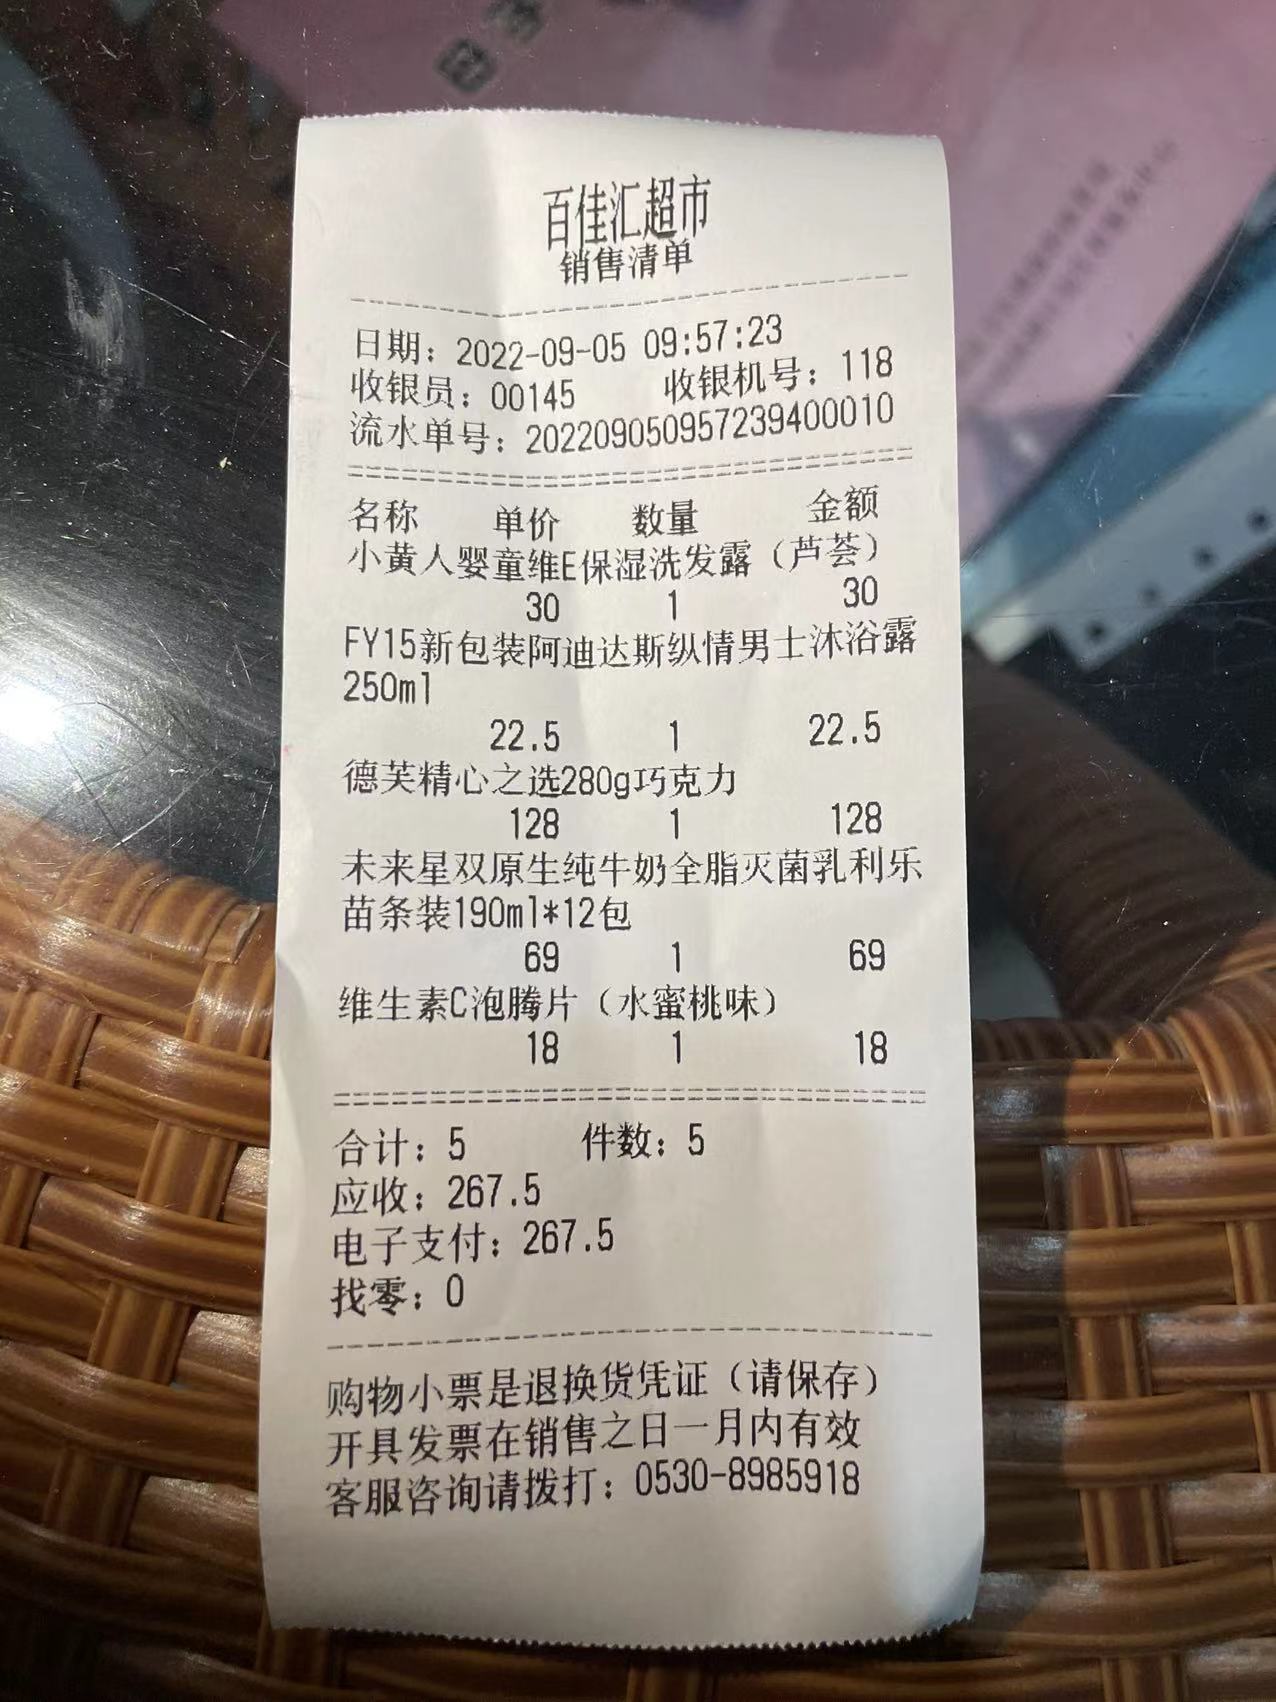 百佳汇超市
销售清单
日期：2022-09-05 09:57:23
收银员：00145 收银机号：118
流水单号：202209050957239400010
名称 单价 数量 金额
小黄人婴童维E保湿洗发露（芦荟）
30 1 30
FY15新包装阿迪达斯纵情男士沐浴露
250ml
22.5 1 22.5
德芙精心之选280g巧克力
128 1 128
未来星双原生纯牛奶全脂灭菌乳利乐
苗条装190ml*12包
69 1 69
维生素C泡腾片（水蜜桃味）
18 1 18
合计：5 件数：5
应收：267.5
电子支付：267.5
找零：0
购物小票是退换货凭证（请保存）
开具发票在销售之日一月内有效
客服咨询请拨打：0530-8985918